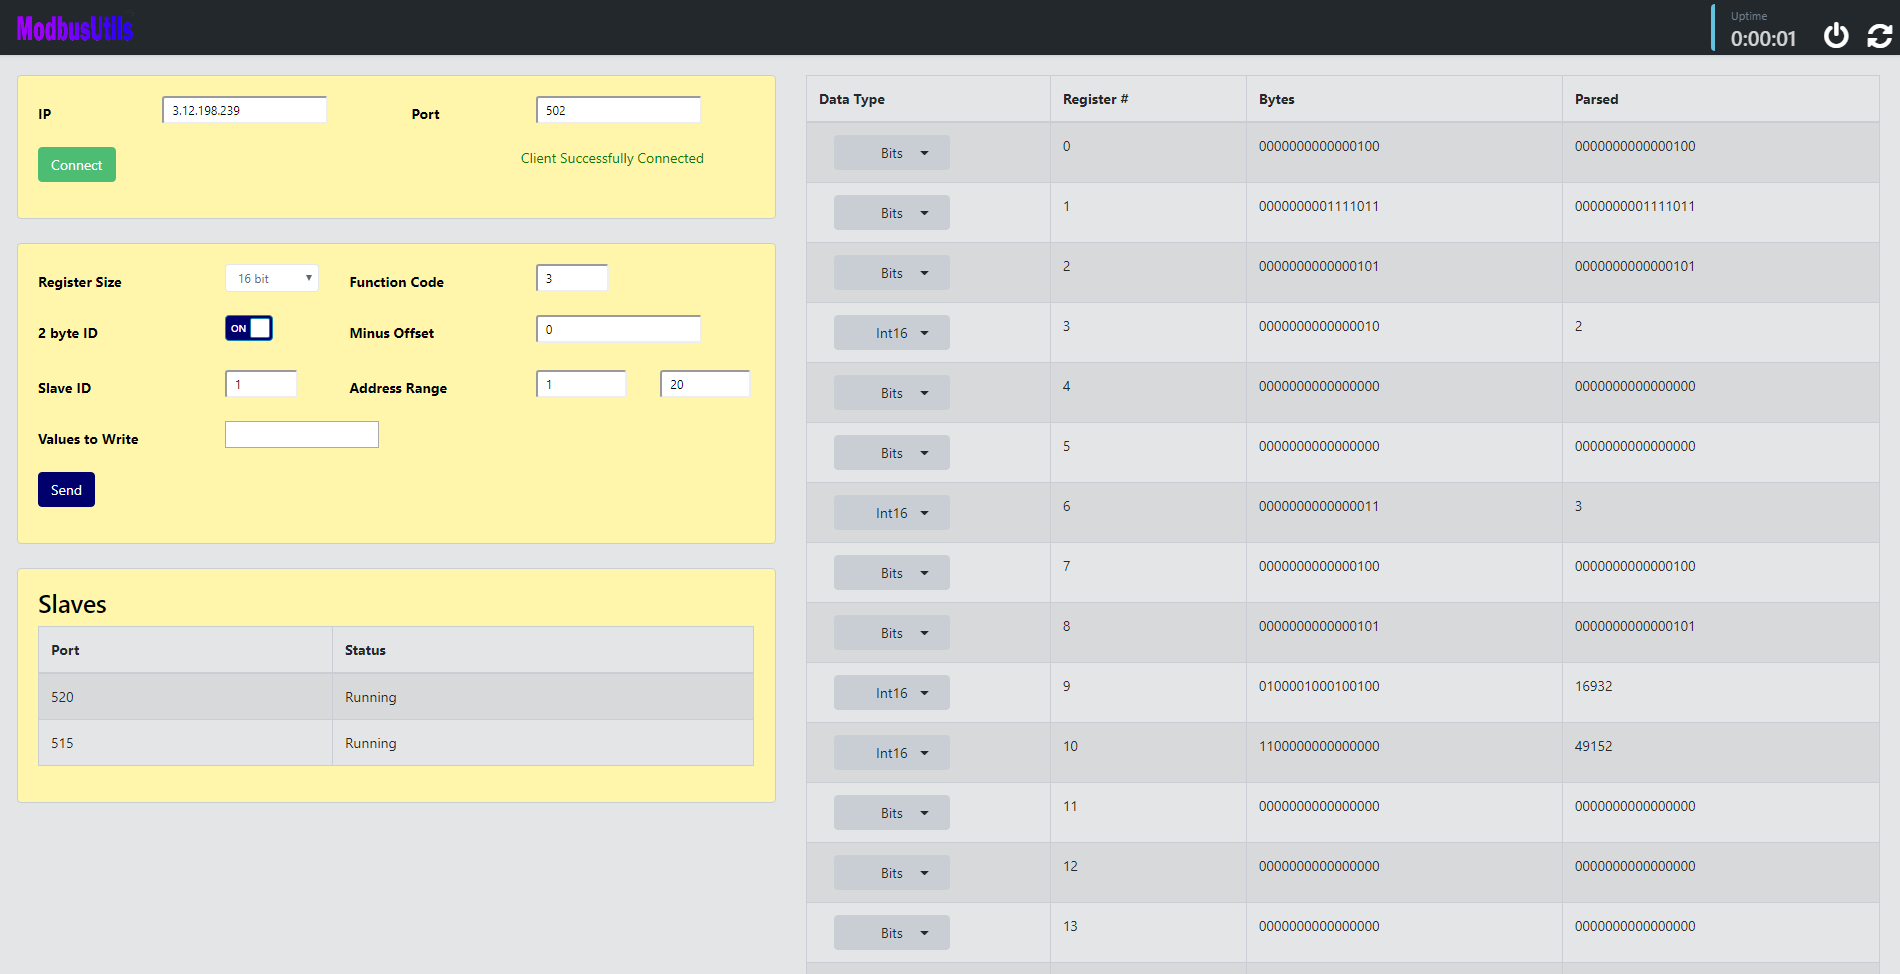 ModbusUtils
Uptime
0:00:01
IP 3.12.198.239 Port 502
Connect Client Successfully Connected
Register Size 16 bit Function Code 3
2 byte ID ON Minus Offset 0
Slave ID 1 Address Range 1 20
Values to Write
Send
Slaves
Port Status
520 Running
515 Running
Data Type Register # Bytes Parsed
Bits 0 0000000000000100 0000000000000100
Bits 1 0000000001111011 0000000001111011
Bits 2 0000000000000101 0000000000000101
Int16 3 0000000000000010 2
Bits 4 0000000000000000 0000000000000000
Bits 5 0000000000000000 0000000000000000
Int16 6 0000000000000011 3
Bits 7 0000000000000100 0000000000000100
Bits 8 0000000000000101 0000000000000101
Int16 9 0100001000100100 16932
Int16 10 1100000000000000 49152
Bits 11 0000000000000000 0000000000000000
Bits 12 0000000000000000 0000000000000000
Bits 13 0000000000000000 0000000000000000